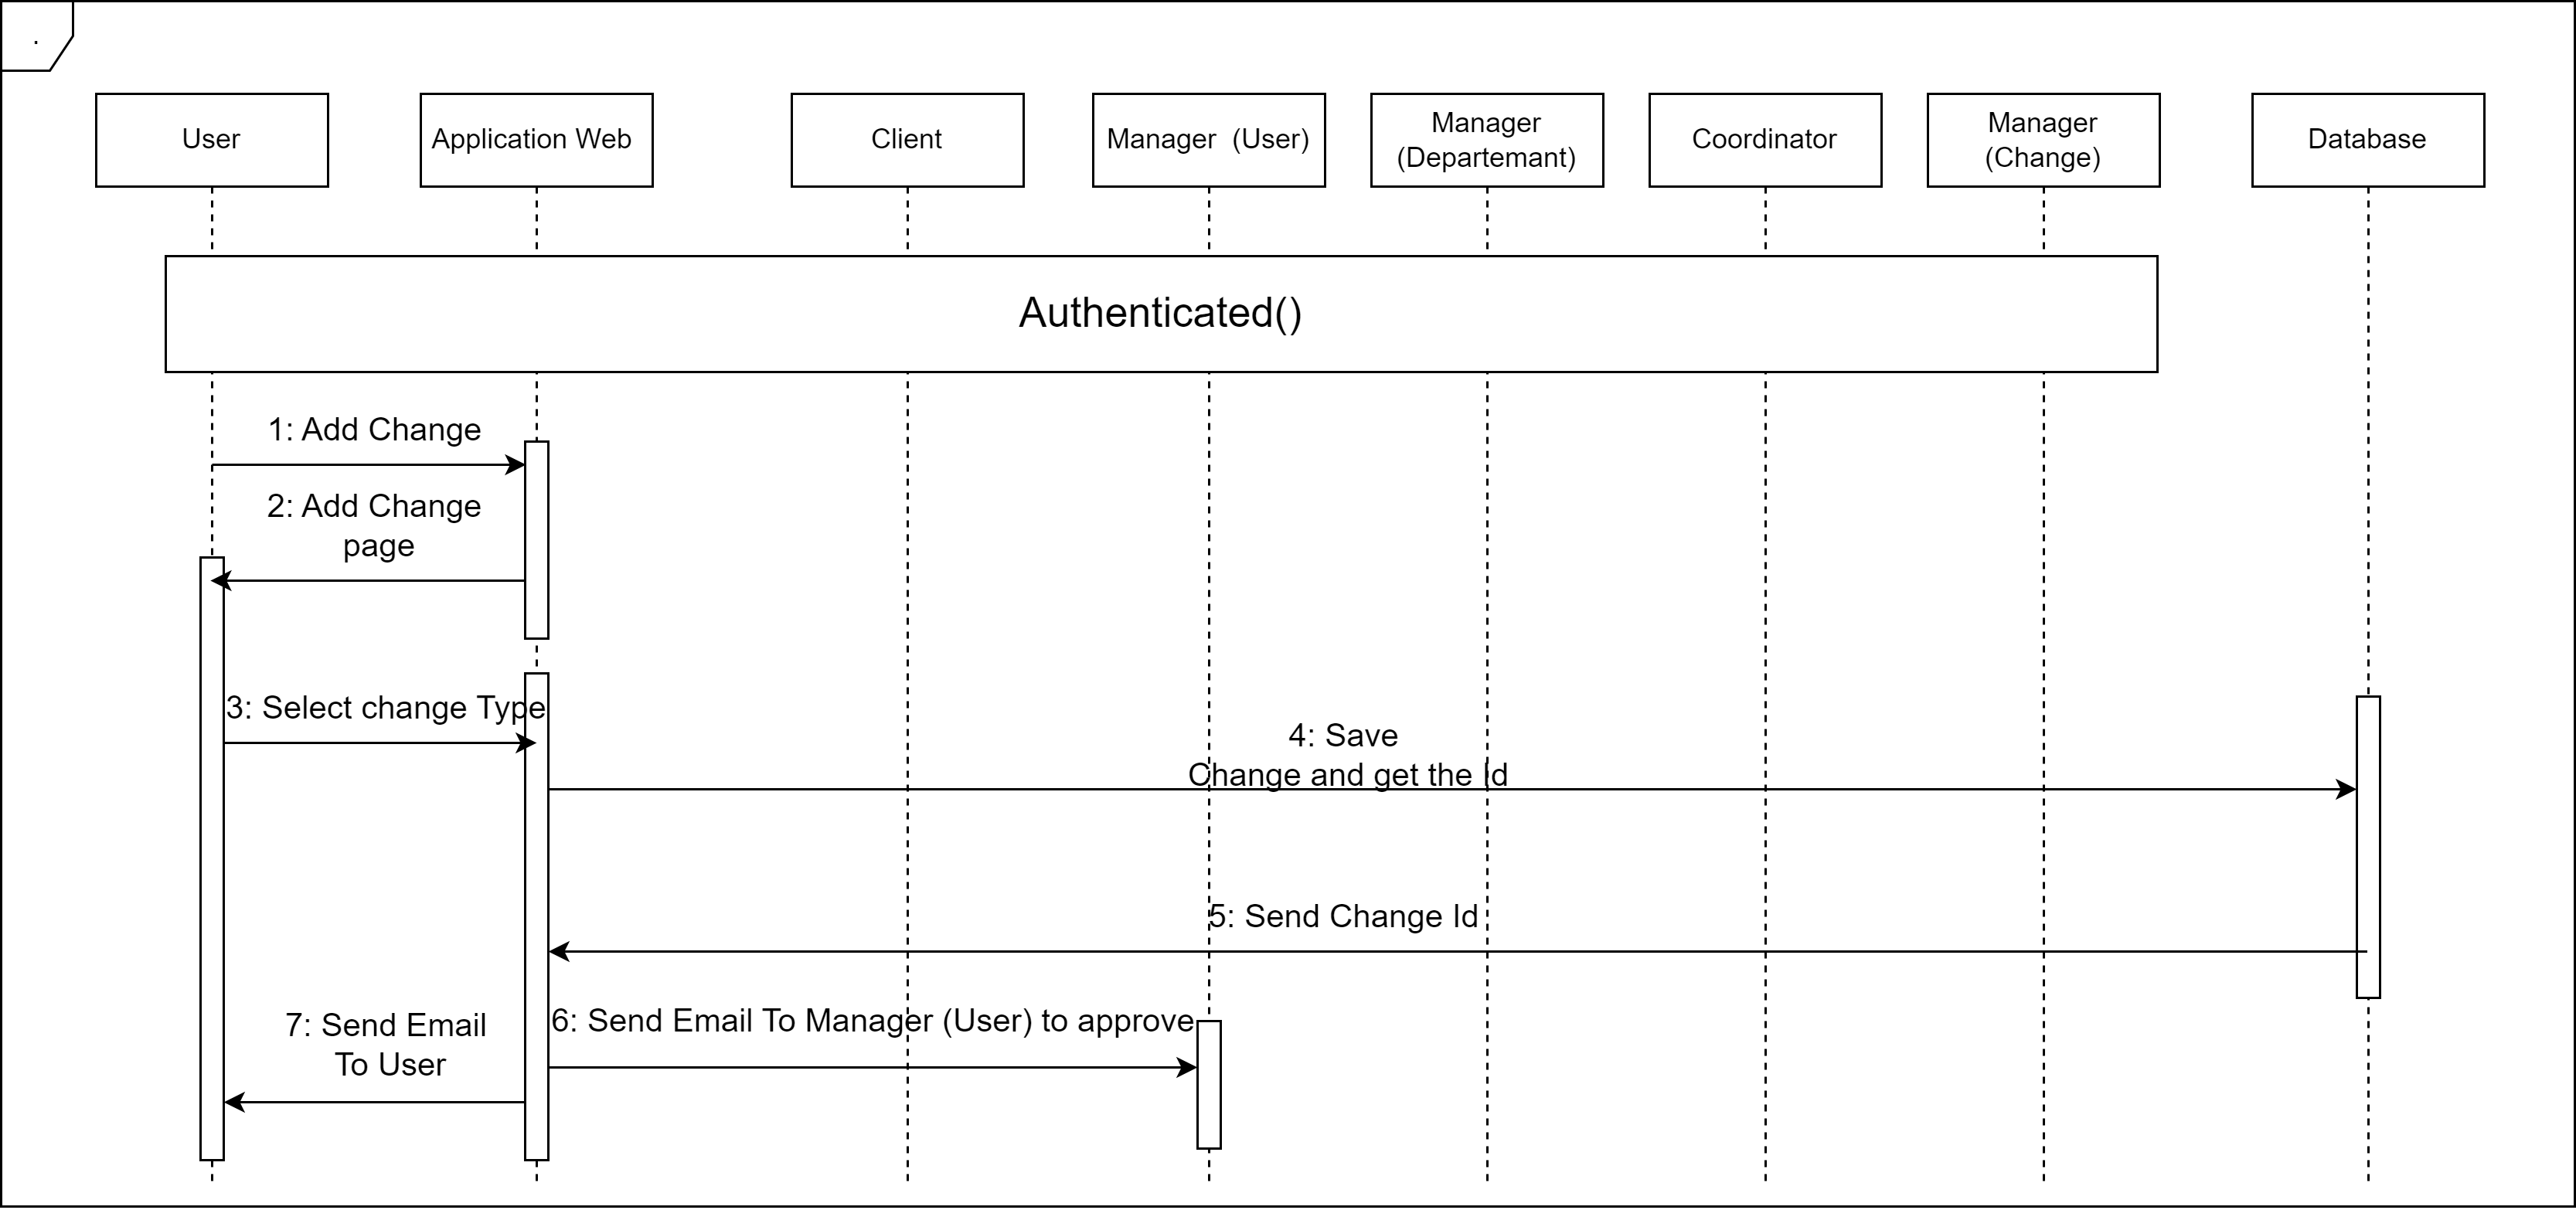 .
User
Application Web
Client
Manager (User)
Manager
(Departemant)
Coordinator
Manager
(Change)
Database
Authenticated()
1: Add Change
2: Add Change
page
3: Select change Type
4: Save
Change and get the Id
5: Send Change Id
6: Send Email To Manager (User) to approve
7: Send Email
To User